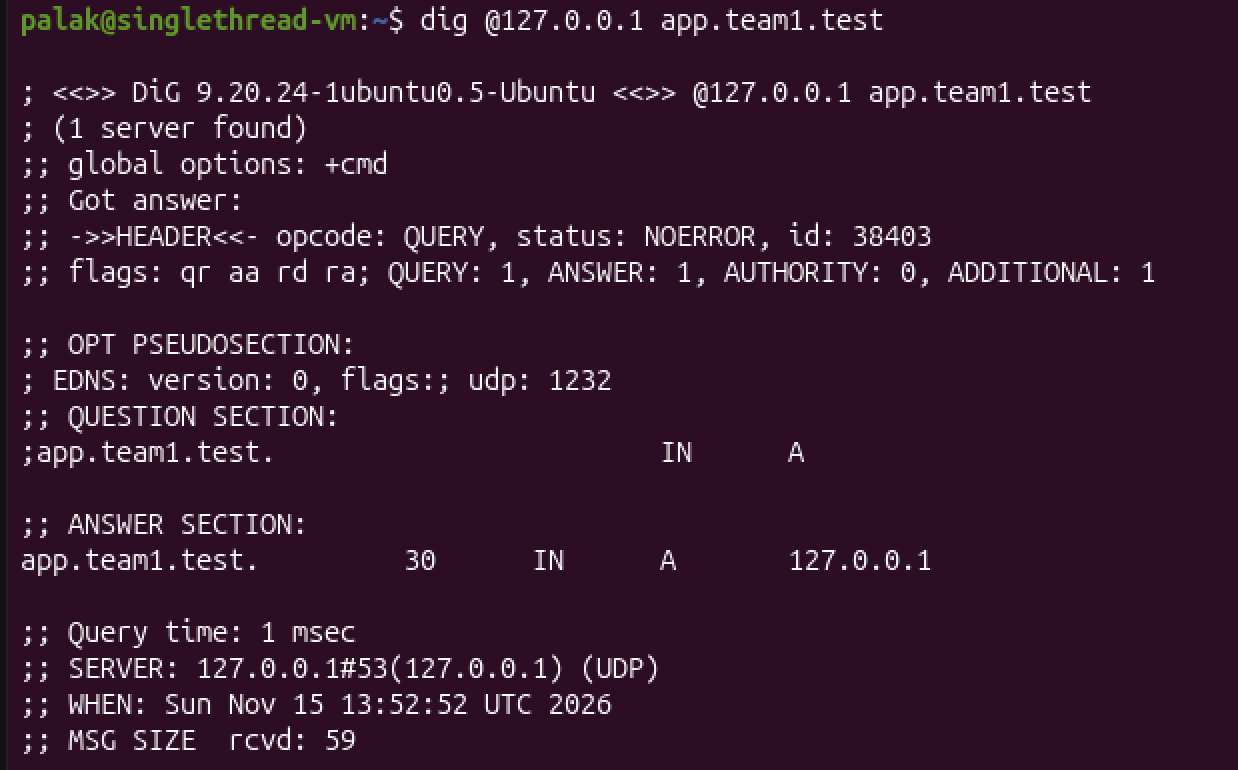 palak@singlethread-vm:~$ dig @127.0.0.1 app.team1.test
; <<>> DiG 9.20.24-1ubuntu0.5-Ubuntu <<>> @127.0.0.1 app.team1.test
; (1 server found)
;; global options: +cmd
;; Got answer:
;; ->>HEADER<<- opcode: QUERY, status: NOERROR, id: 38403
;; flags: qr aa rd ra; QUERY: 1, ANSWER: 1, AUTHORITY: 0, ADDITIONAL: 1
;; OPT PSEUDOSECTION:
; EDNS: version: 0, flags:; udp: 1232
;; QUESTION SECTION:
;app.team1.test. IN A
;; ANSWER SECTION:
app.team1.test. 30 IN A 127.0.0.1
;; Query time: 1 msec
;; SERVER: 127.0.0.1#53(127.0.0.1) (UDP)
;; WHEN: Sun Nov 15 13:52:52 UTC 2026
;; MSG SIZE  rcvd: 59